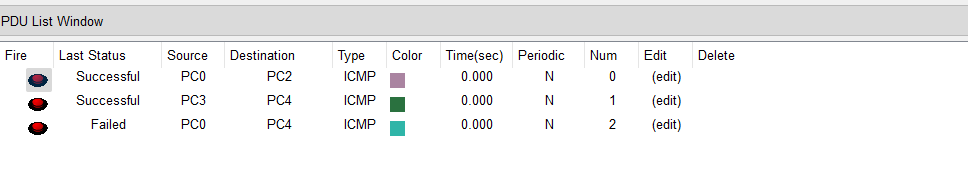 PDU List Window
Fire Last Status Source Destination Type Color Time(sec) Periodic Num Edit Delete
Successful PC0 PC2 ICMP 0.000 N 0 (edit)
Successful PC3 PC4 ICMP 0.000 N 1 (edit)
Failed PC0 PC4 ICMP 0.000 N 2 (edit)